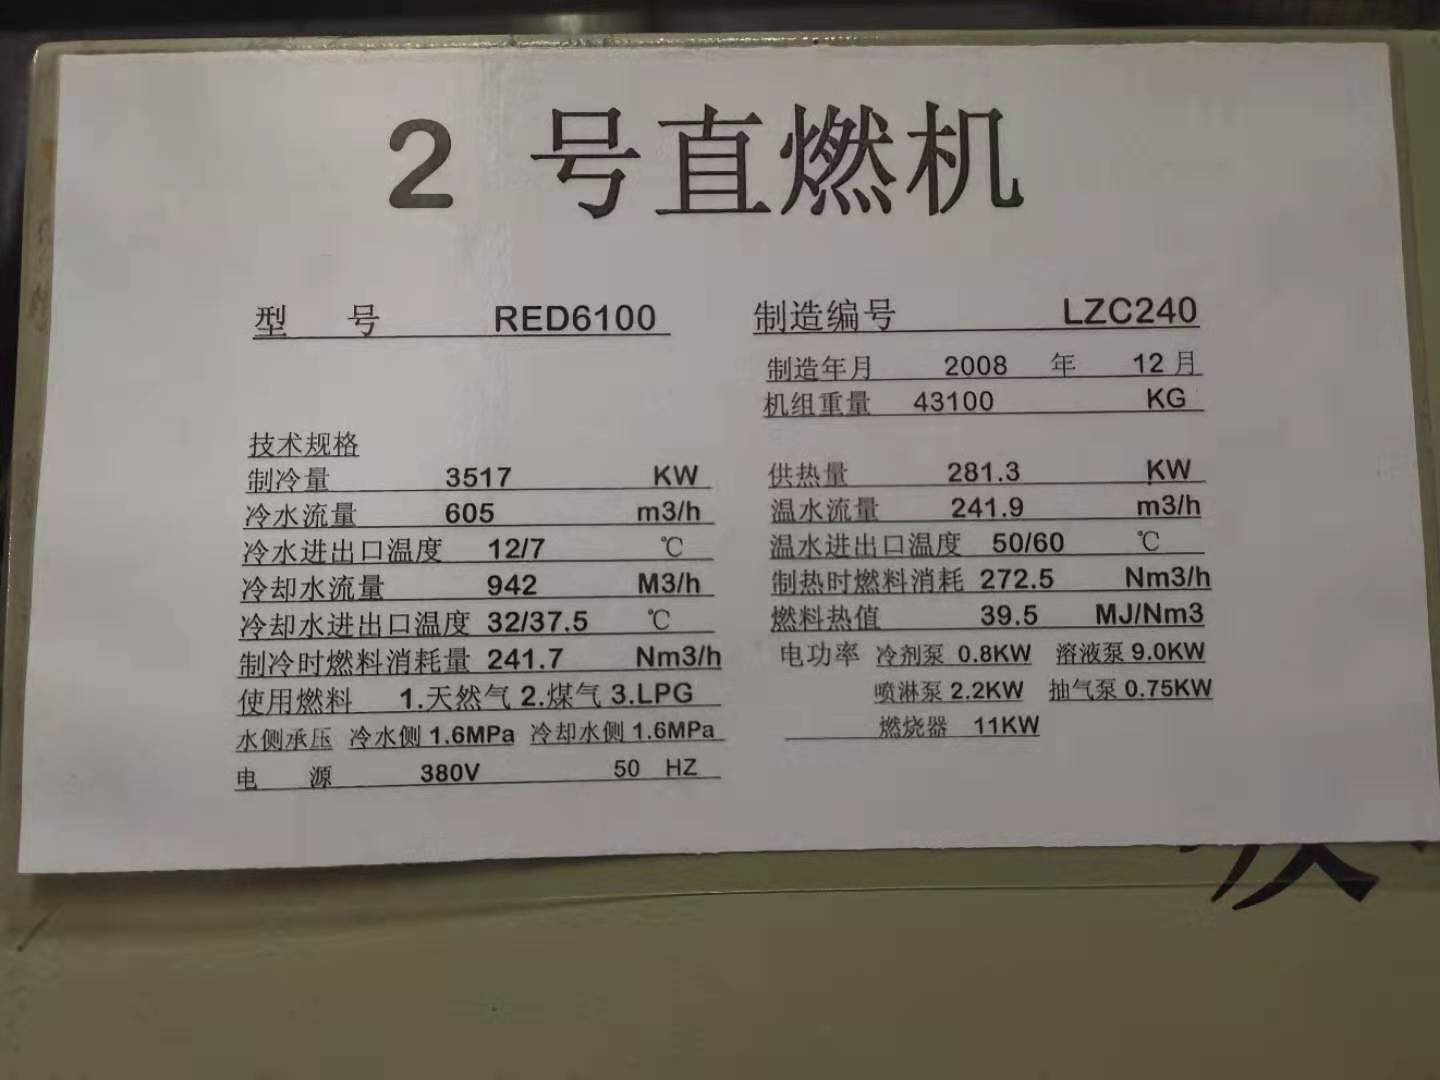 2 号直燃机
型 号 RED6100 制造编号 LZC240
制造年月 2008 年 12 月
机组重量 43100 KG
技术规格
制冷量 3517 KW 供热量 281.3 KW
冷水流量 605 m3/h 温水流量 241.9 m3/h
冷水进出口温度 12/7 ℃ 温水进出口温度 50/60 ℃
冷却水流量 942 M3/h 制热时燃料消耗 272.5 Nm3/h
冷却水进出口温度 32/37.5 ℃ 燃料热值 39.5 MJ/Nm3
制冷时燃料消耗量 241.7 Nm3/h 电功率 冷剂泵 0.8KW 溶液泵 9.0KW
使用燃料 1.天然气 2.煤气 3.LPG 喷淋泵 2.2KW 抽气泵 0.75KW
水侧承压 冷水侧 1.6MPa 冷却水侧 1.6MPa 燃烧器 11KW
电 源 380V 50 HZ